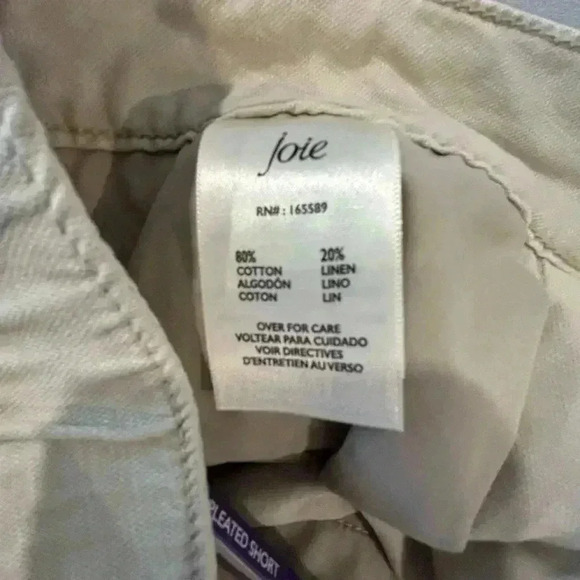 joie
RN#: 165589
80% 20%
COTTON LINEN
ALGODÓN LINO
COTON LIN
OVER FOR CARE
VOLTEAR PARA CUIDADO
VOIR DIRECTIVES
D'ENTRETIEN AU VERSO
PLEATED SHORT